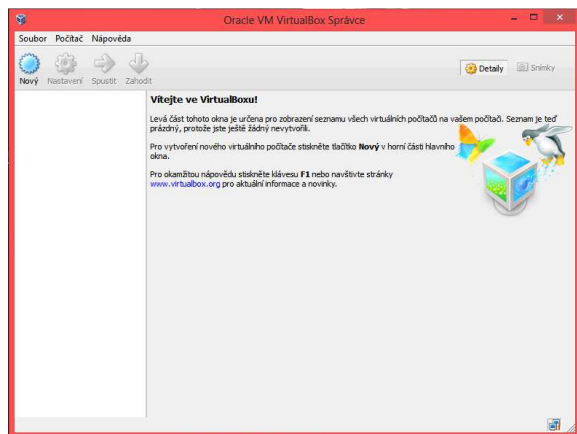 Oracle VM VirtualBox Správce
Soubor Počítač Nápověda
Nový Nastavení Spustit Zahodit
Detaily Snímky
Vítejte ve VirtualBoxu!
Levá část tohoto okna je určena pro zobrazení seznamu všech virtuálních počítačů na vašem počítači. Seznam je teď
prázdný, protože jste ještě žádný nevytvořili.
Pro vytvoření nového virtuálního počítače stiskněte tlačítko Nový v horní části hlavního
okna.
Pro okamžitou nápovědu stiskněte klávesu F1 nebo navštivte stránky
www.virtualbox.org pro aktuální informace a novinky.